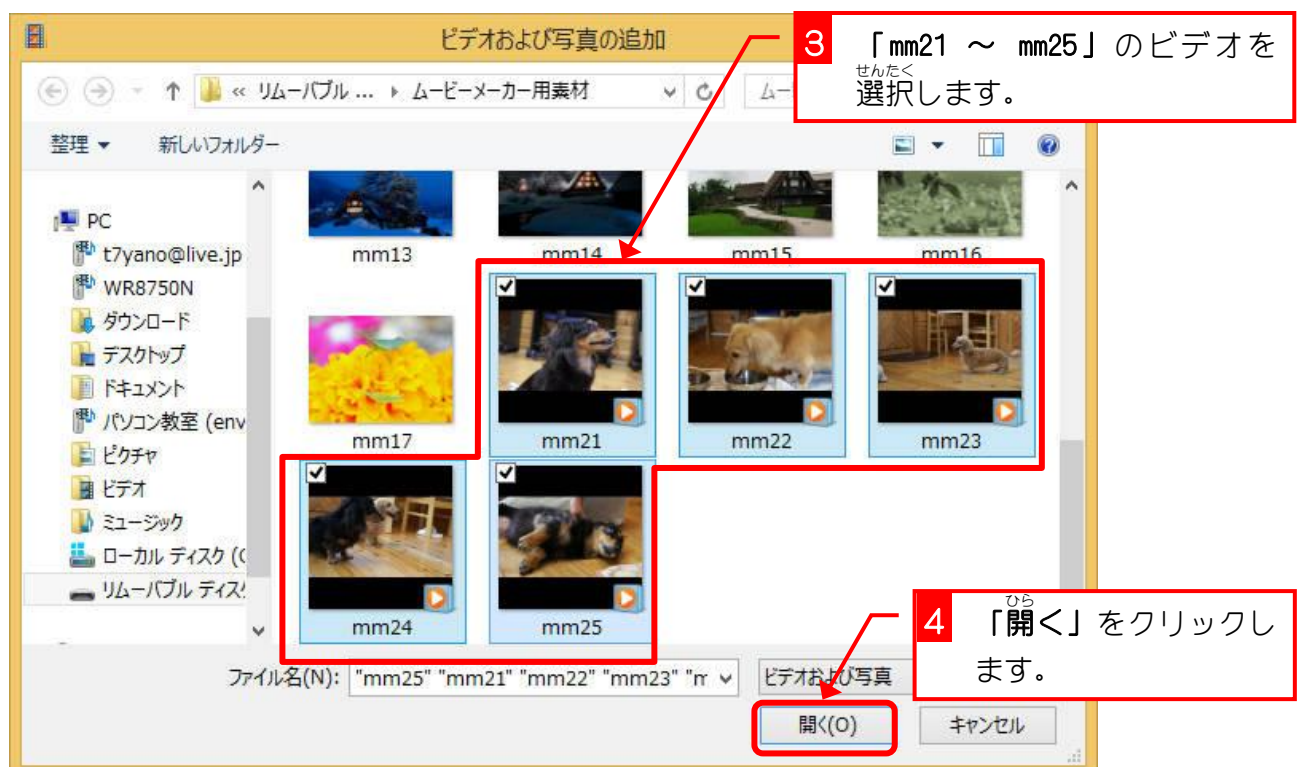 ビデオおよび写真の追加
3
「mm21 ～ mm25」のビデオを
せんたく
選択します。
« リムーバブル ... ▸ ムービーメーカー用素材
ムー
整理 ▼ 新しいフォルダー
PC
t7yano@live.jp
WR8750N
ダウンロード
デスクトップ
ドキュメント
パソコン教室 (env
ピクチャ
ビデオ
ミュージック
ローカル ディスク (C
リムーバブル ディスク
mm13 mm14 mm15 mm16
mm17 mm21 mm22 mm23
mm24 mm25
4
ひら
「開く」をクリックし
ます。
ファイル名(N): "mm25" "mm21" "mm22" "mm23" "m
ビデオおよび写真
開く(O) キャンセル